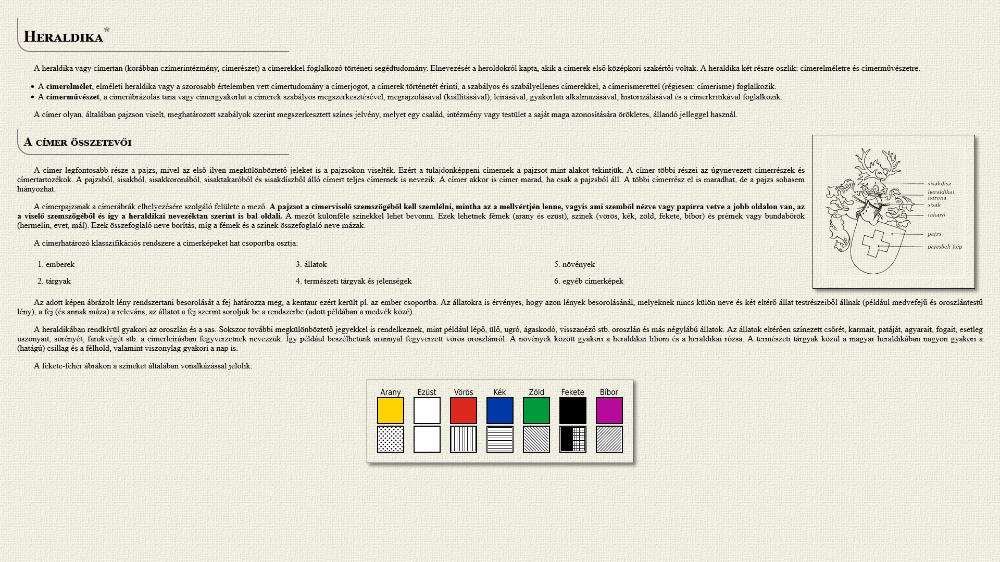 Heraldika*
A heraldika vagy címertan (korábban czímerintézmény, címerészet) a címerekkel foglalkozó történeti segédtudomány. Elnevezését a heroldokról kapta, akik a címerek első középkori szakértői voltak. A heraldika két részre oszlik: címerelméletre és címerművészetre.
• A címerelmélet, elméleti heraldika vagy a szorosabb értelemben vett címertudomány a címerjogot, a címerek történetét érinti, a szabályos és szabályellenes címerekkel, a címerismerettel (régiesen: címerisme) foglalkozik.
• A címerművészet, a címerábrázolás tana vagy címergyakorlat a címerek szabályos megszerkesztésével, megrajzolásával (kiállításával), leírásával, gyakorlati alkalmazásával, historizálásával és a címerkritikával foglalkozik.
A címer olyan, általában pajzson viselt, meghatározott szabályok szerint megszerkesztett színes jelvény, melyet egy család, intézmény vagy testület a saját maga azonosítására örökletes, állandó jelleggel használ.
A címer összetevői
A címer legfontosabb része a pajzs, mivel az első ilyen megkülönböztető jeleket is a pajzsokon viselték. Ezért a tulajdonképpeni címernek a pajzsot mint alakot tekintjük. A címer többi részei az úgynevezett címerrészek és
címertartozékok. A pajzsból, sisakból, sisakkoronából, sisaktakaróból és sisakdíszből álló címert teljes címernek is nevezik. A címer akkor is címer marad, ha csak a pajzsból áll. A többi címerrész el is maradhat, de a pajzs sohasem
hiányozhat.
A címerpajzsnak a címerábrák elhelyezésére szolgáló felülete a mező. A pajzsot a címerviselő szemszögéből kell szemlélni, mintha az a mellvértjén lenne, vagyis ami szemből nézve vagy papírra vetve a jobb oldalon van, az
a viselő szemszögéből és így a heraldikai nevezéktan szerint is bal oldali. A mezőt különféle színekkel lehet bevonni. Ezek lehetnek fémek (arany és ezüst), színek (vörös, kék, zöld, fekete, bíbor) és prémek vagy bundabőrök
(hermelin, evet, mál). Ezek összefoglaló neve borítás, míg a fémek és a színek összefoglaló neve mázak.
A címerhatározó klasszifikációs rendszere a címerképeket hat csoportba osztja:
1. emberek
2. tárgyak
3. állatok
4. természeti tárgyak és jelenségek
5. növények
6. egyéb címerképek
sisakdísz
heraldikai
korona
sisak
takaró
pajzs
pajzsbeli kép
Az adott képen ábrázolt lény rendszertani besorolását a fej határozza meg, a kentaur ezért került pl. az ember csoportba. Az állatokra is érvényes, hogy azon lények besorolásánál, melyeknek nincs külön neve és két eltérő állat testrészeiből állnak (például medvefejű és oroszlántestű
lény), a fej (és annak máza) a releváns, az állatot a fej szerint soroljuk be a rendszerbe (adott példában a medvék közé).
A heraldikában rendkívül gyakori az oroszlán és a sas. Sokszor további megkülönböztető jegyekkel is rendelkeznek, mint például lépő, ülő, ugró, ágaskodó, visszanéző stb. oroszlán és más négylábú állatok. Az állatok eltérően színezett csőrét, karmait, patáját, agyarait, fogait, esetleg
uszonyait, sörényét, farokvégét stb. a címerleírásban fegyverzetnek nevezzük. Így például beszélhetünk arannyal fegyverzett vörös oroszlánról. A növények között gyakori a heraldikai liliom és a heraldikai rózsa. A természeti tárgyak közül a magyar heraldikában nagyon gyakori a
(hatágú) csillag és a félhold, valamint viszonylag gyakori a nap is.
A fekete-fehér ábrákon a színeket általában vonalkázással jelölik:
Arany Ezüst Vörös Kék Zöld Fekete Bíbor